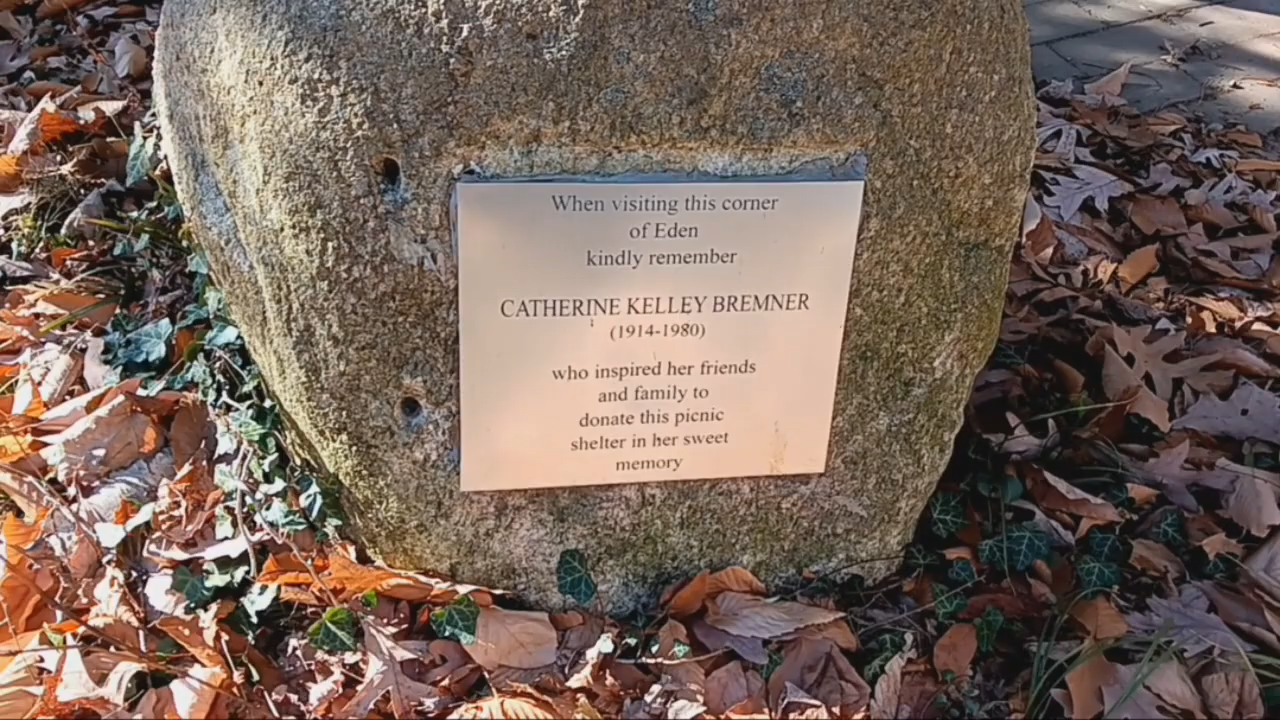 When visiting this corner
of Eden
kindly remember
CATHERINE KELLEY BREMNER
(1914-1980)
who inspired her friends
and family to
donate this picnic
shelter in her sweet
memory